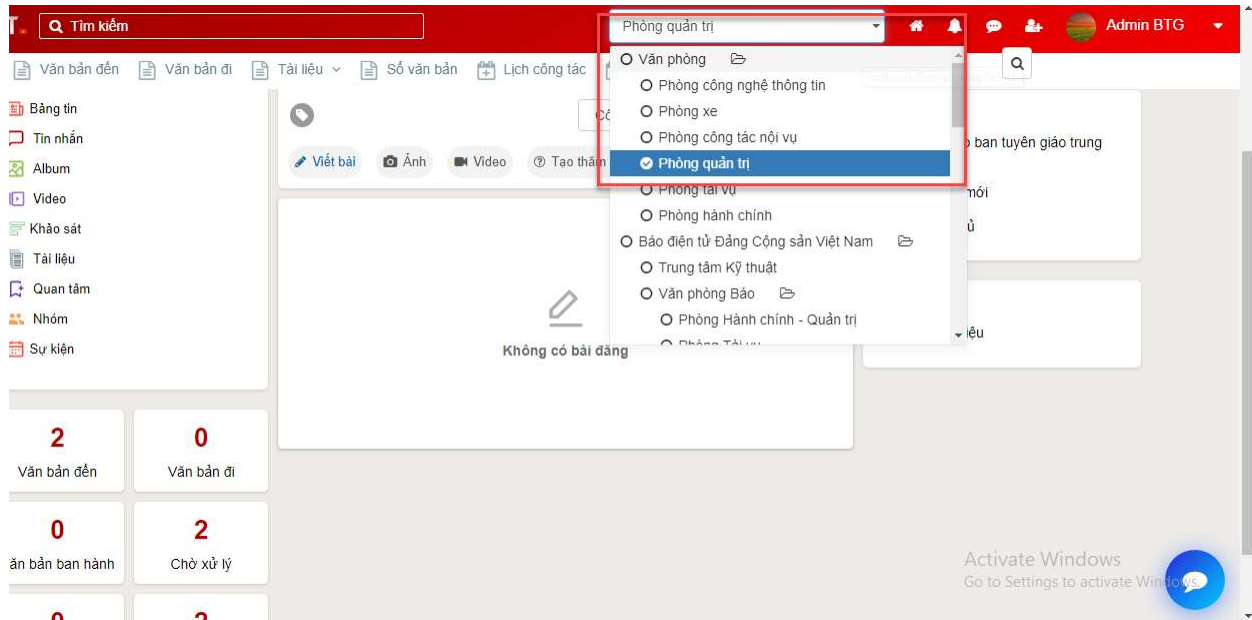 T.
Tìm kiếm
Phòng quản trị
Admin BTG
Văn bản đến
Văn bản đi
Tài liệu
Sổ văn bản
Lịch công tác
Văn phòng
Phòng công nghệ thông tin
Phòng xe
Phòng công tác nội vụ
Phòng quản trị
Phòng tài vụ
Phòng hành chính
Báo điện tử Đảng Cộng sản Việt Nam
Trung tâm Kỹ thuật
Văn phòng Báo
Phòng Hành chính - Quản trị
Phòng Tài vụ
Bảng tin
Tin nhắn
Album
Video
Khảo sát
Tài liệu
Quan tâm
Nhóm
Sự kiện
Viết bài
Ảnh
Video
Tạo thăm
ban tuyên giáo trung
mới
ủ
iệu
Không có bài đăng
2
Văn bản đến
0
Văn bản đi
0
ăn bản ban hành
2
Chờ xử lý
Activate Windows
Go to Settings to activate Windows.